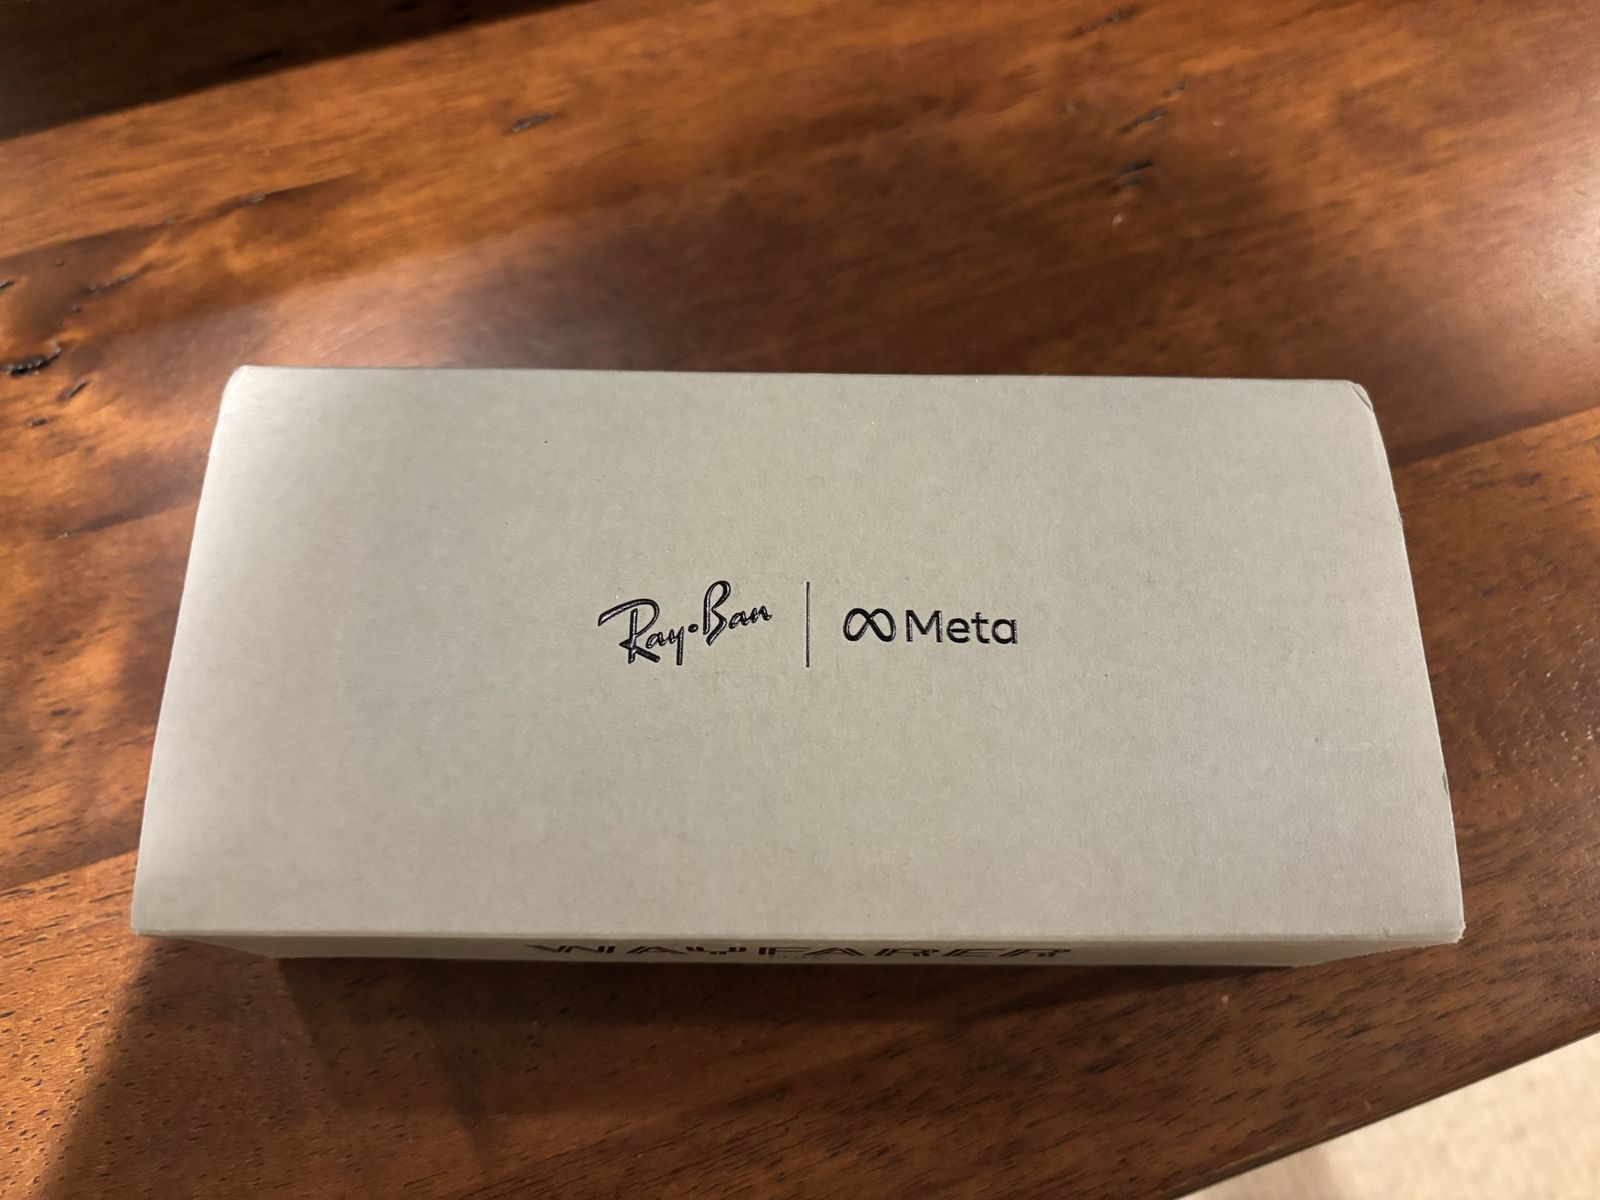 Ray-Ban | Meta
WAYFARER